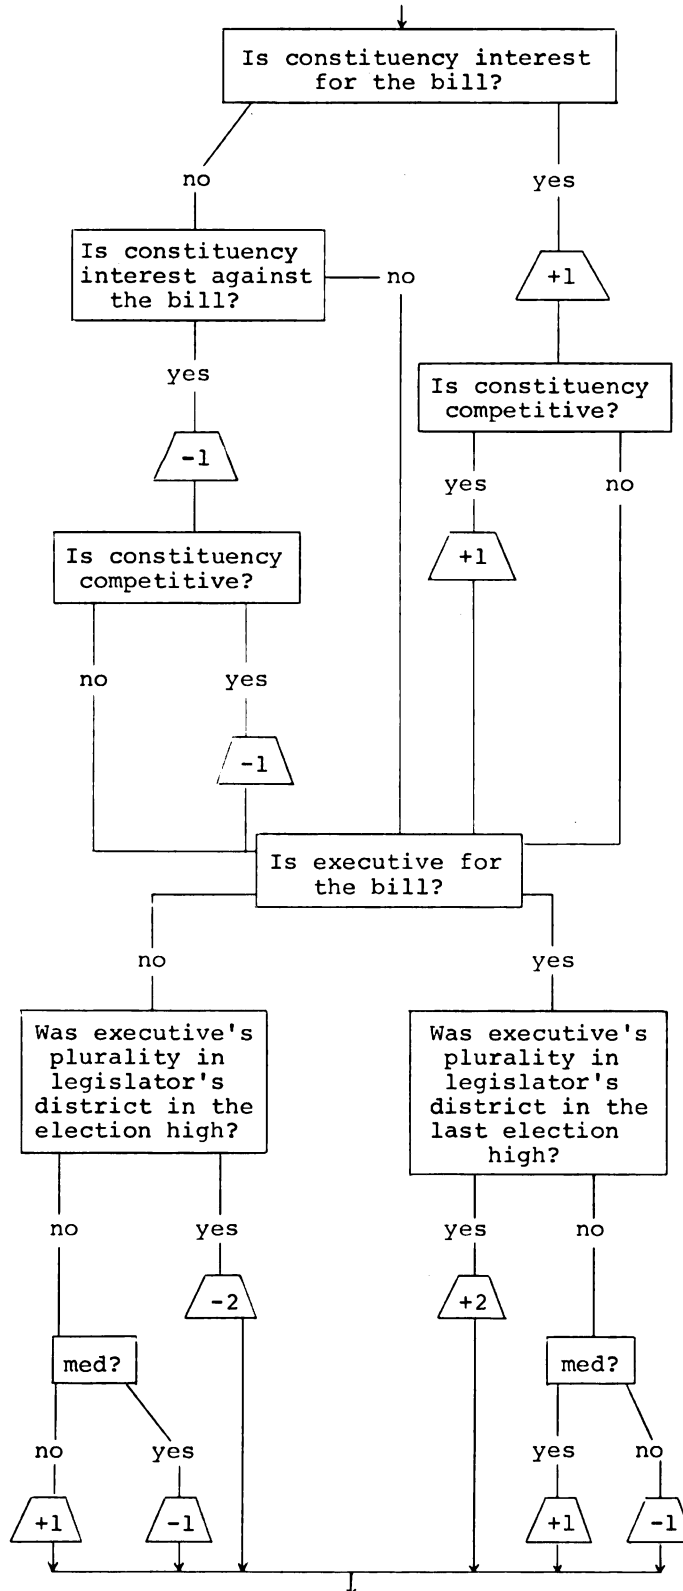 Is constituency interest
for the bill?
no
yes
Is constituency
interest against
the bill?
no
+1
yes
Is constituency
competitive?
-1
yes
no
Is constituency
competitive?
+1
no
yes
-1
Is executive for
the bill?
no
yes
Was executive's
plurality in
legislator's
district in the
election high?
Was executive's
plurality in
legislator's
district in the
last election
high?
no
yes
yes
no
-2
+2
med?
med?
no
yes
yes
no
+1
-1
+1
-1